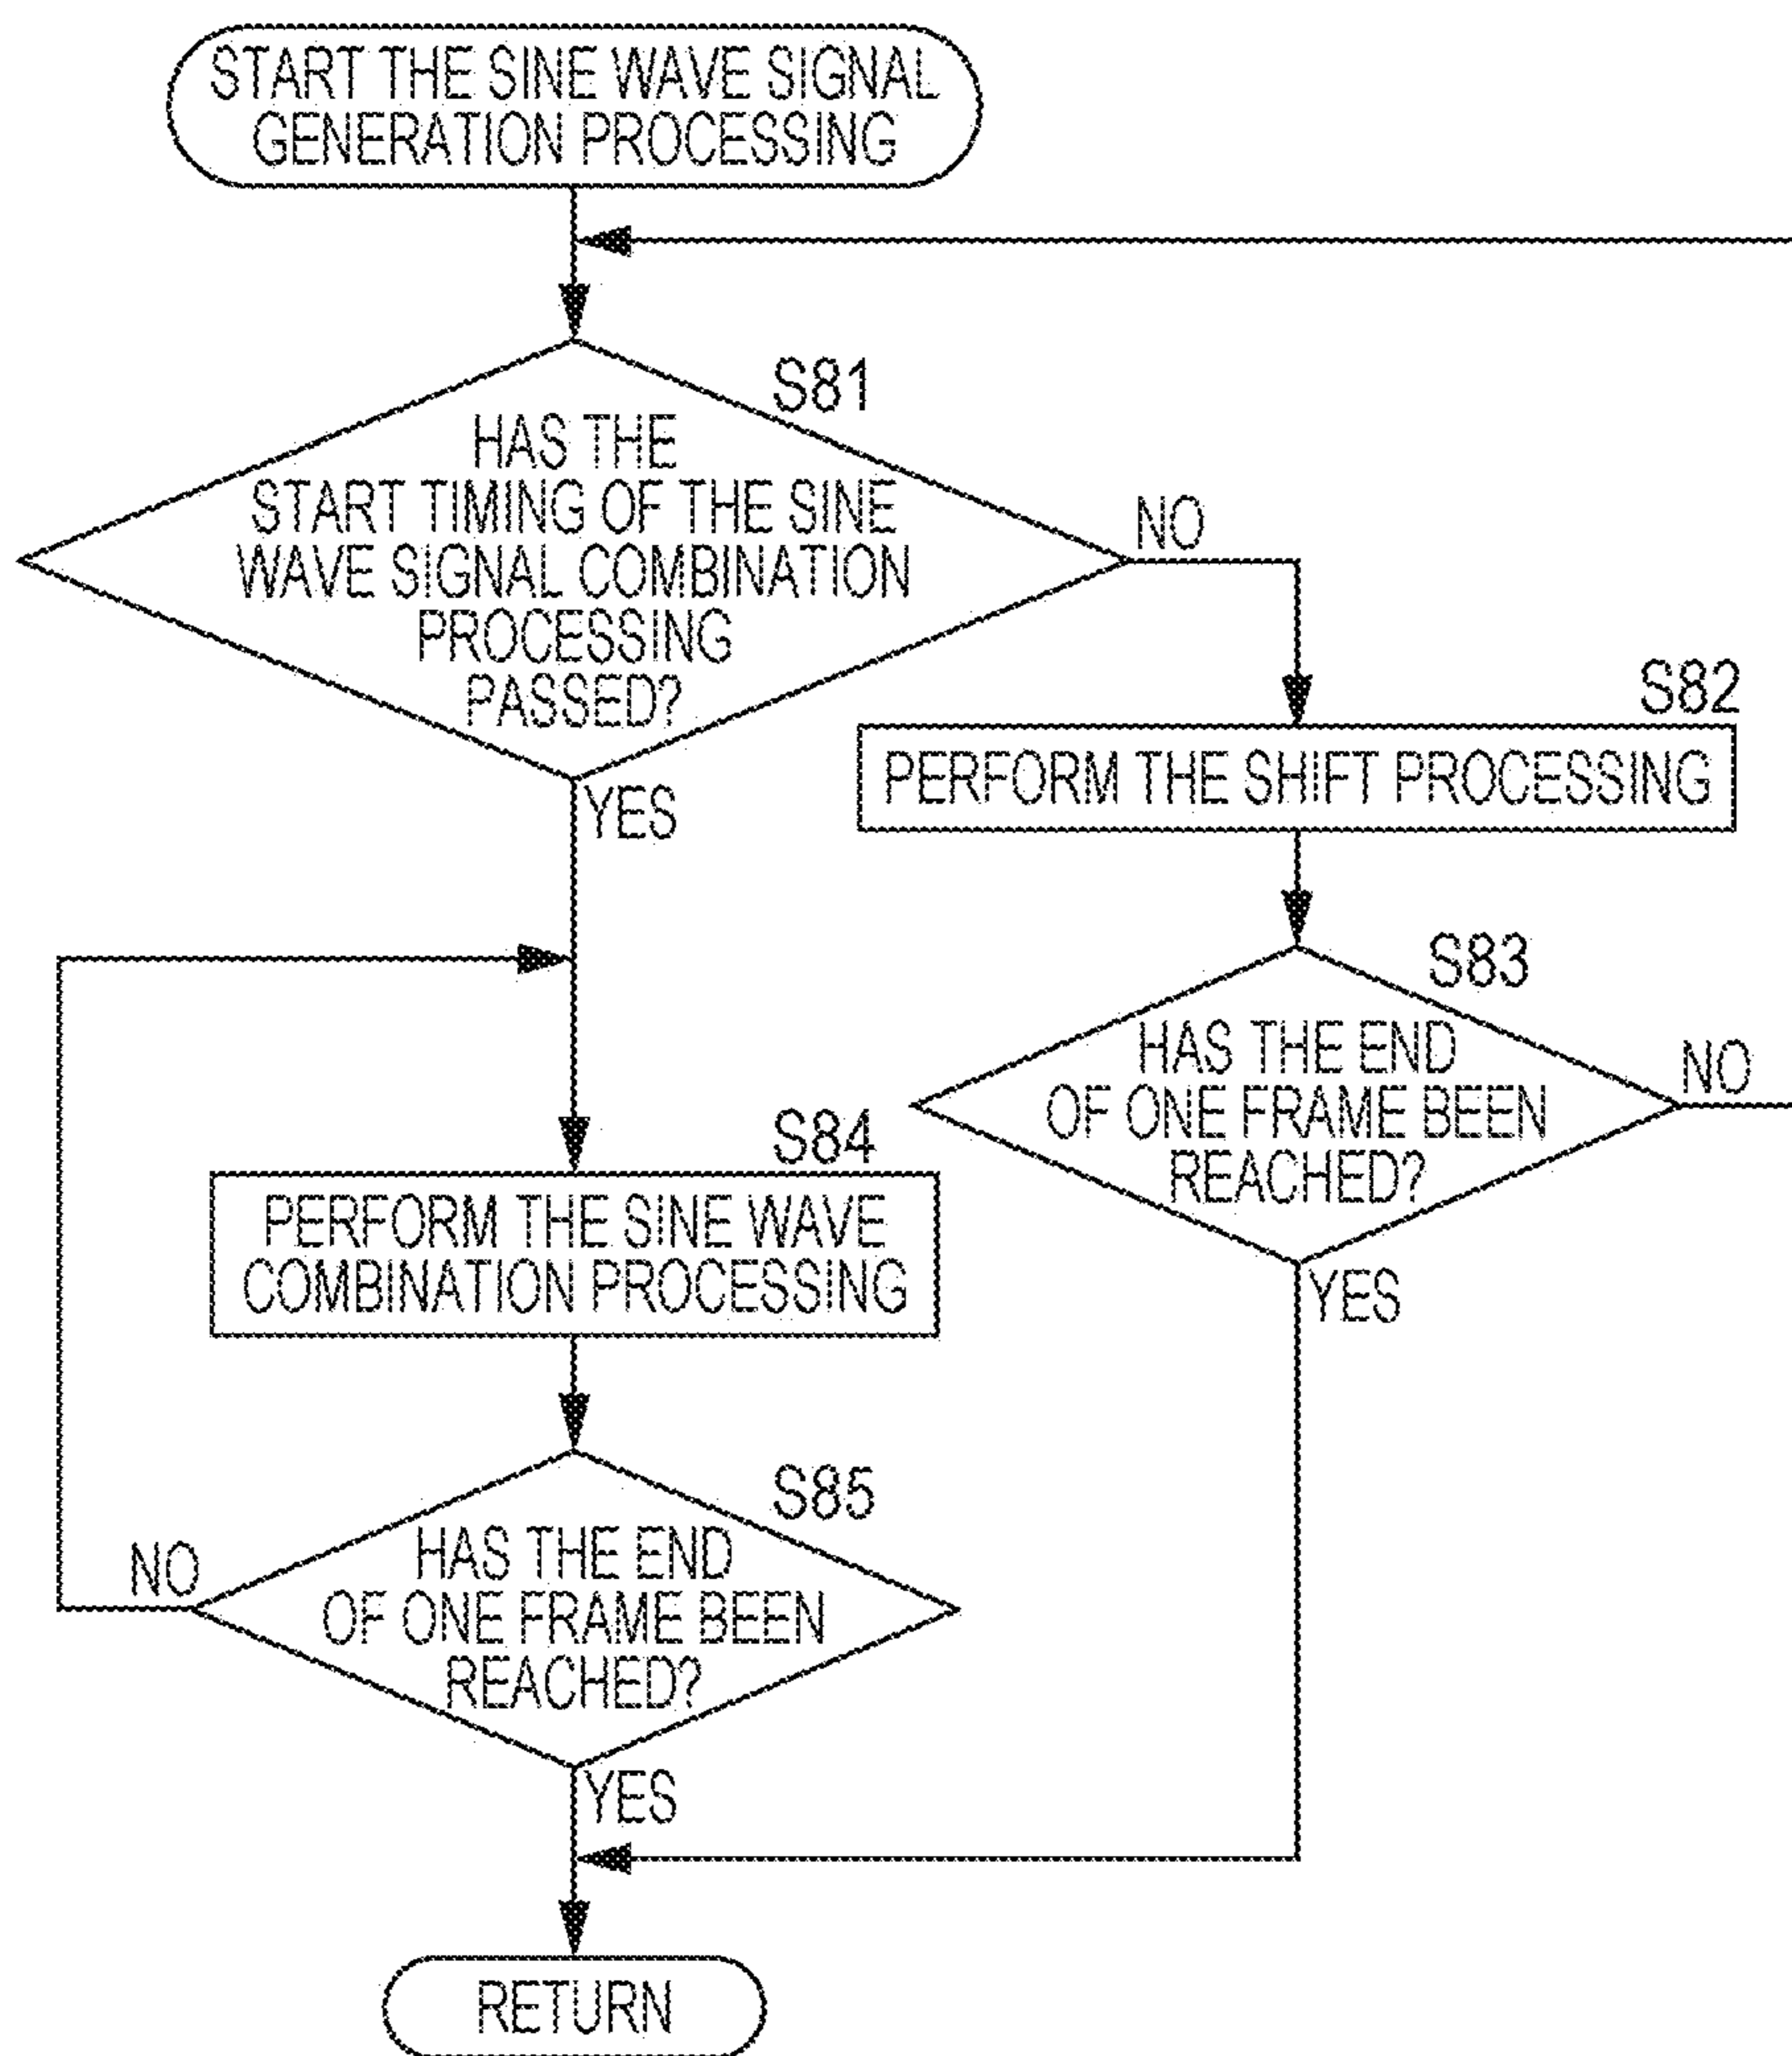 START THE SINE WAVE SIGNAL
GENERATION PROCESSING
S81
HAS THE
START TIMING OF THE SINE
WAVE SIGNAL COMBINATION
PROCESSING
PASSED?
NO
YES
S82
PERFORM THE SHIFT PROCESSING
S83
HAS THE END
OF ONE FRAME BEEN
REACHED?
NO
YES
S84
PERFORM THE SINE WAVE
COMBINATION PROCESSING
S85
HAS THE END
OF ONE FRAME BEEN
REACHED?
NO
YES
RETURN